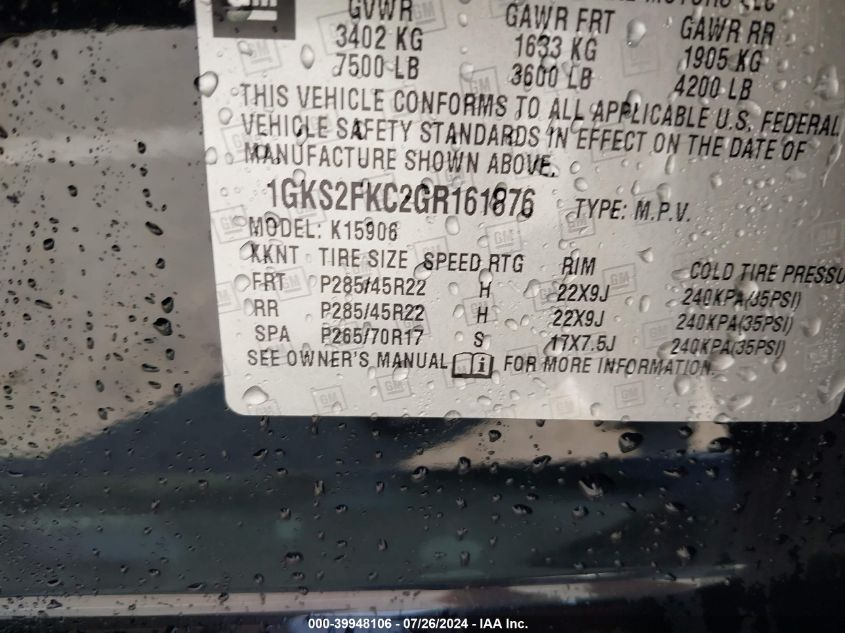 GM
GVWR GAWR FRT GAWR RR
3402 KG 1633 KG 1905 KG
7500 LB 3600 LB 4200 LB
THIS VEHICLE CONFORMS TO ALL APPLICABLE U.S. FEDERAL
VEHICLE SAFETY STANDARDS IN EFFECT ON THE DATE OF
MANUFACTURE SHOWN ABOVE.
1GKS2FKC2GR161876 TYPE: M.P.V.
MODEL: K15906
XKNT TIRE SIZE SPEED RTG RIM COLD TIRE PRESSU
FRT P285/45R22 H 22X9J 240KPA(35PSI)
RR P285/45R22 H 22X9J 240KPA(35PSI)
SPA P265/70R17 S 17X7.5J 240KPA(35PSI)
SEE OWNER'S MANUAL FOR MORE INFORMATION.
000-39948106 - 07/26/2024 - IAA Inc.